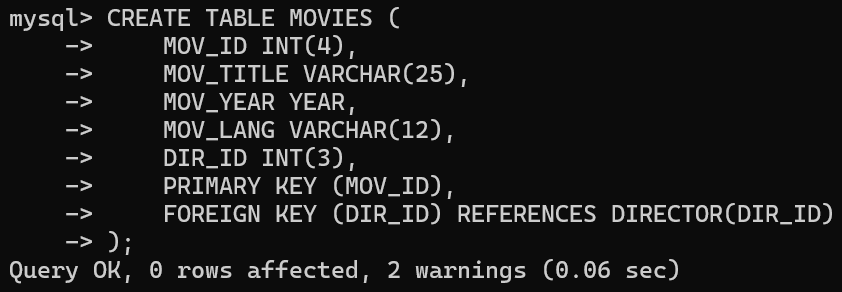 mysql> CREATE TABLE MOVIES (
    ->     MOV_ID INT(4),
    ->     MOV_TITLE VARCHAR(25),
    ->     MOV_YEAR YEAR,
    ->     MOV_LANG VARCHAR(12),
    ->     DIR_ID INT(3),
    ->     PRIMARY KEY (MOV_ID),
    ->     FOREIGN KEY (DIR_ID) REFERENCES DIRECTOR(DIR_ID)
    -> );
Query OK, 0 rows affected, 2 warnings (0.06 sec)